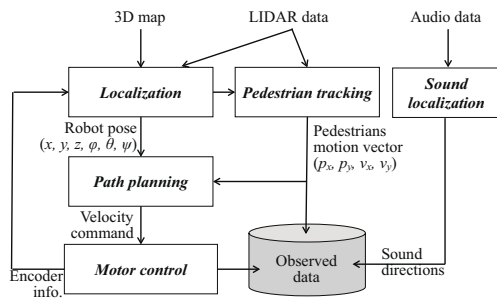 3D map
LIDAR data
Audio data
Localization
Pedestrian tracking
Sound
localization
Robot pose
(x, y, z, φ, θ, ψ)
Pedestrians
motion vector
(px, py, vx, vy)
Path planning
Velocity
command
Encoder
info.
Motor control
Observed
data
Sound
directions